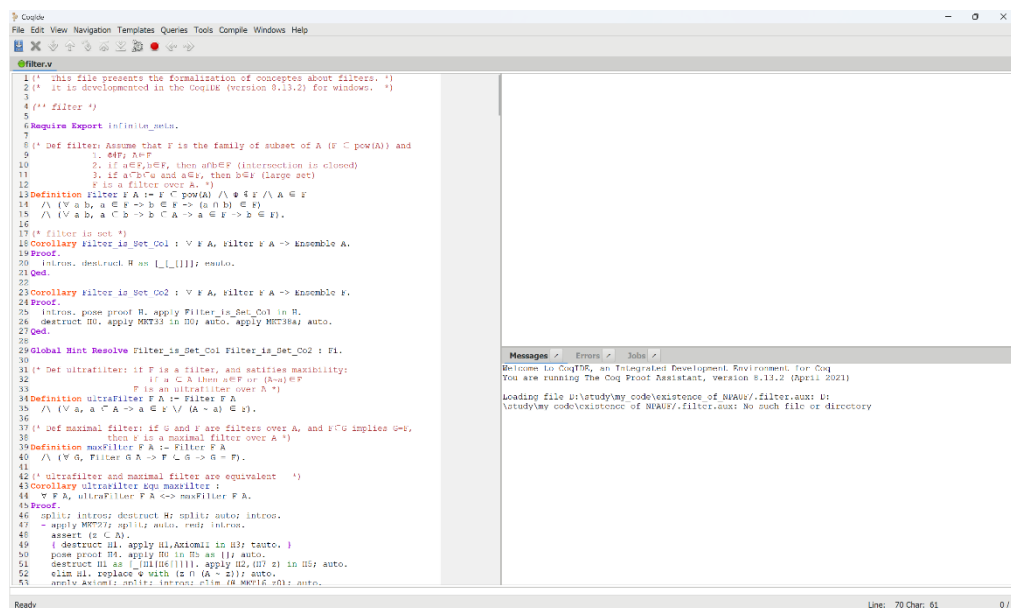 CoqIde
File Edit View Navigation Templates Queries Tools Compile Windows Help
filter.v
1 (* This file presents the formalization of conceptes about filters. *)
2 (* It is developmented in the CoqIDE (version 8.13.2) for windows. *)
3
4 (** filter *)
5
6 Require Export infinite_sets.
7
8 (* Def filter: Assume that F is the family of subset of A (F ⊂ pow(A)) and
9 1. Φ∉F; A∈F
10 2. if a∈F,b∈F, then a∩b∈F (intersection is closed)
11 3. if a⊂b⊂A and a∈F, then b∈F (large set)
12 F is a filter over A. *)
13 Definition Filter F A := F ⊂ pow(A) /\ Φ ∉ F /\ A ∈ F
14 /\ (∀ a b, a ∈ F -> b ∈ F -> (a ∩ b) ∈ F)
15 /\ (∀ a b, a ⊂ b -> b ⊂ A -> a ∈ F -> b ∈ F).
16
17 (* filter is set *)
18 Corollary Filter_is_Set_Co1 : ∀ F A, Filter F A -> Ensemble A.
19 Proof.
20 intros. destruct H as [_[_[]]]; eauto.
21 Qed.
22
23 Corollary Filter_is_Set_Co2 : ∀ F A, Filter F A -> Ensemble F.
24 Proof.
25 intros. pose proof H. apply Filter_is_Set_Co1 in H.
26 destruct H0. apply MKT33 in H0; auto. apply MKT38a; auto.
27 Qed.
28
29 Global Hint Resolve Filter_is_Set_Co1 Filter_is_Set_Co2 : Fi.
30
31 (* Def ultrafilter: if F is a filter, and satifies maxibility:
32 if a ⊂ A then a∈F or (A~a)∈F
33 F is an ultrafilter over A *)
34 Definition ultraFilter F A := Filter F A
35 /\ (∀ a, a ⊂ A -> a ∈ F \/ (A ~ a) ∈ F).
36
37 (* Def maximal filter: if G and F are filters over A, and F⊂G implies G=F,
38 then F is a maximal filter over A *)
39 Definition maxFilter F A := Filter F A
40 /\ (∀ G, Filter G A -> F ⊂ G -> G = F).
41
42 (* ultrafilter and maximal filter are equivalent *)
43 Corollary ultraFilter_Equ_maxFilter :
44 ∀ F A, ultraFilter F A <-> maxFilter F A.
45 Proof.
46 split; intros; destruct H; split; auto; intros.
47 - apply MKT27; split; auto. red; intros.
48 assert (z ⊂ A).
49 { destruct H1. apply H1,AxiomII in H3; tauto. }
50 pose proof H4. apply H0 in H5 as []; auto.
51 destruct H1 as [_[H1[H6[]]]]. apply H2,(H7 z) in H5; auto.
52 elim H1. replace Φ with (z ∩ (A ~ z)); auto.
53 apply AxiomI; split; intros; elim (@ MKT16 z0); auto.
Messages Errors Jobs
Welcome to CoqIDE, an Integrated Development Environment for Coq
You are running The Coq Proof Assistant, version 8.13.2 (April 2021)
Loading file D:\study\my code\existence of NPAUF/.filter.aux: D:
\study\my code\existence of NPAUF/.filter.aux: No such file or directory
Ready
Line: 70 Char: 61
0 /